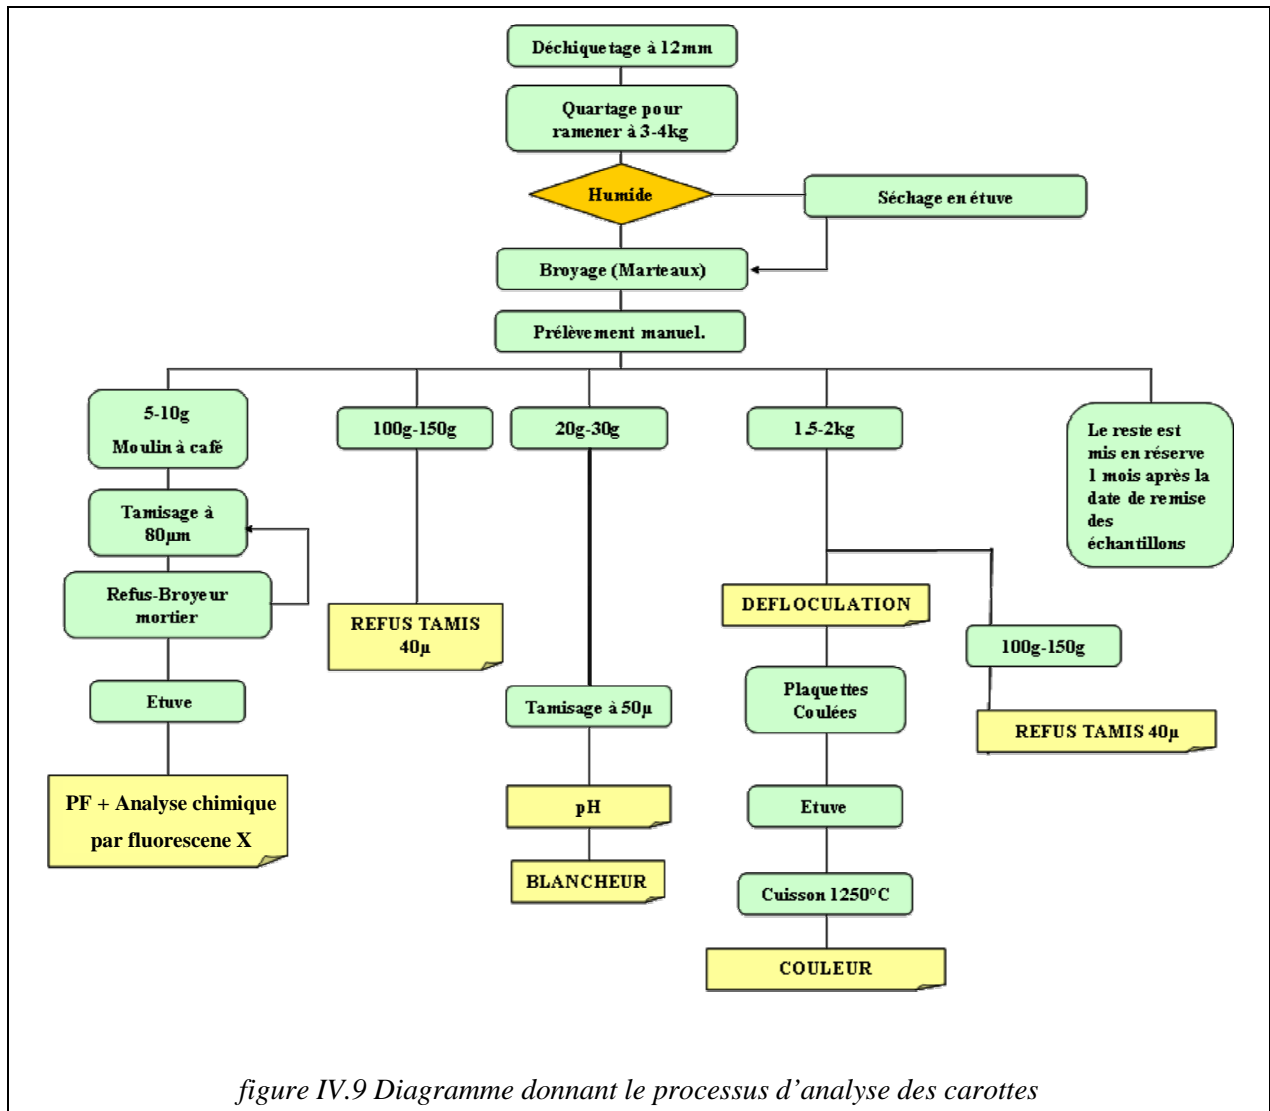 Déchiquetage à 12mm
Quartage pour
ramener à 3-4kg
Humide
Séchage en étuve
Broyage (Marteaux)
Prélèvement manuel.
5-10g
Moulin à café
Tamisage à
80µm
Refus-Broyeur
mortier
Etuve
PF + Analyse chimique
par fluorescene X
100g-150g
REFUS TAMIS
40µ
20g-30g
Tamisage à 50µ
pH
BLANCHEUR
1.5-2kg
DEFLOCULATION
Plaquettes
Coulées
Etuve
Cuisson 1250°C
COULEUR
100g-150g
REFUS TAMIS 40µ
Le reste est
mis en réserve
1 mois après la
date de remise
des
échantillons
figure IV.9 Diagramme donnant le processus d’analyse des carottes